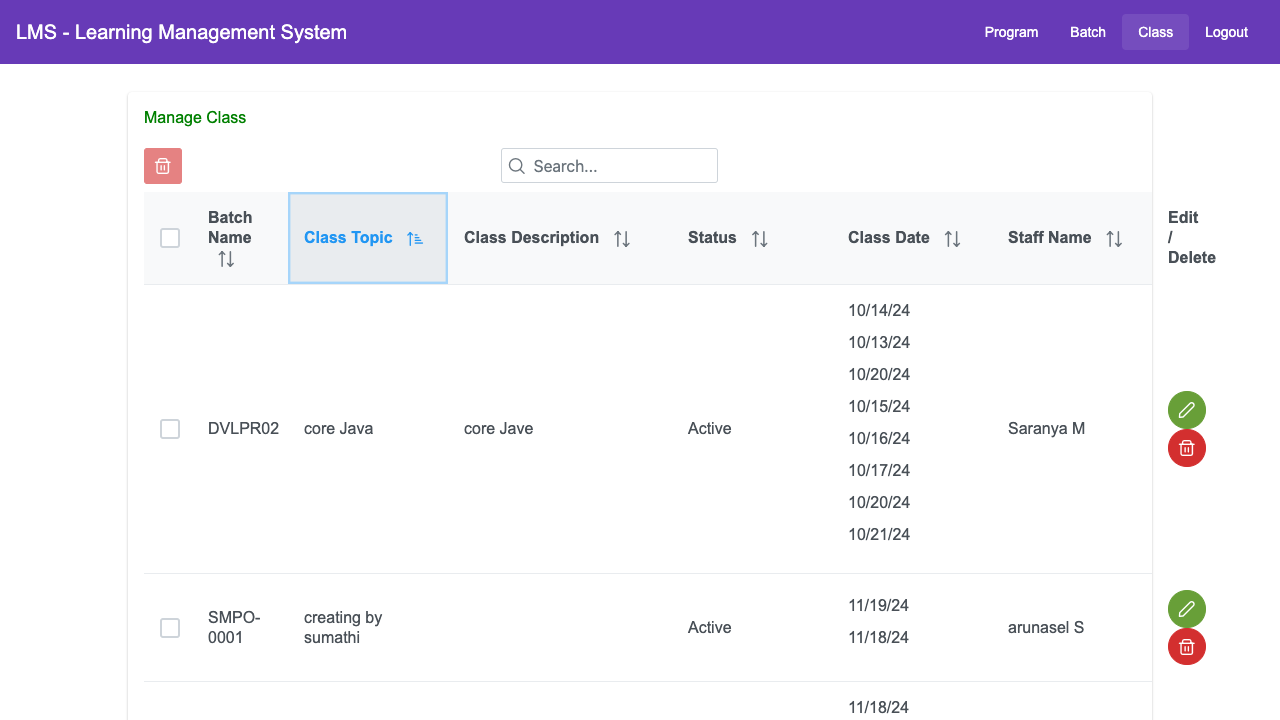 LMS - Learning Management System
Program
Batch
Class
Logout
Manage Class
Search...
Batch
Name
Class Topic
Class Description
Status
Class Date
Staff Name
Edit
/
Delete
DVLPR02
core Java
core Jave
Active
10/14/24
10/13/24
10/20/24
10/15/24
10/16/24
10/17/24
10/20/24
10/21/24
Saranya M
SMPO-
0001
creating by
sumathi
Active
11/19/24
11/18/24
arunasel S
11/18/24